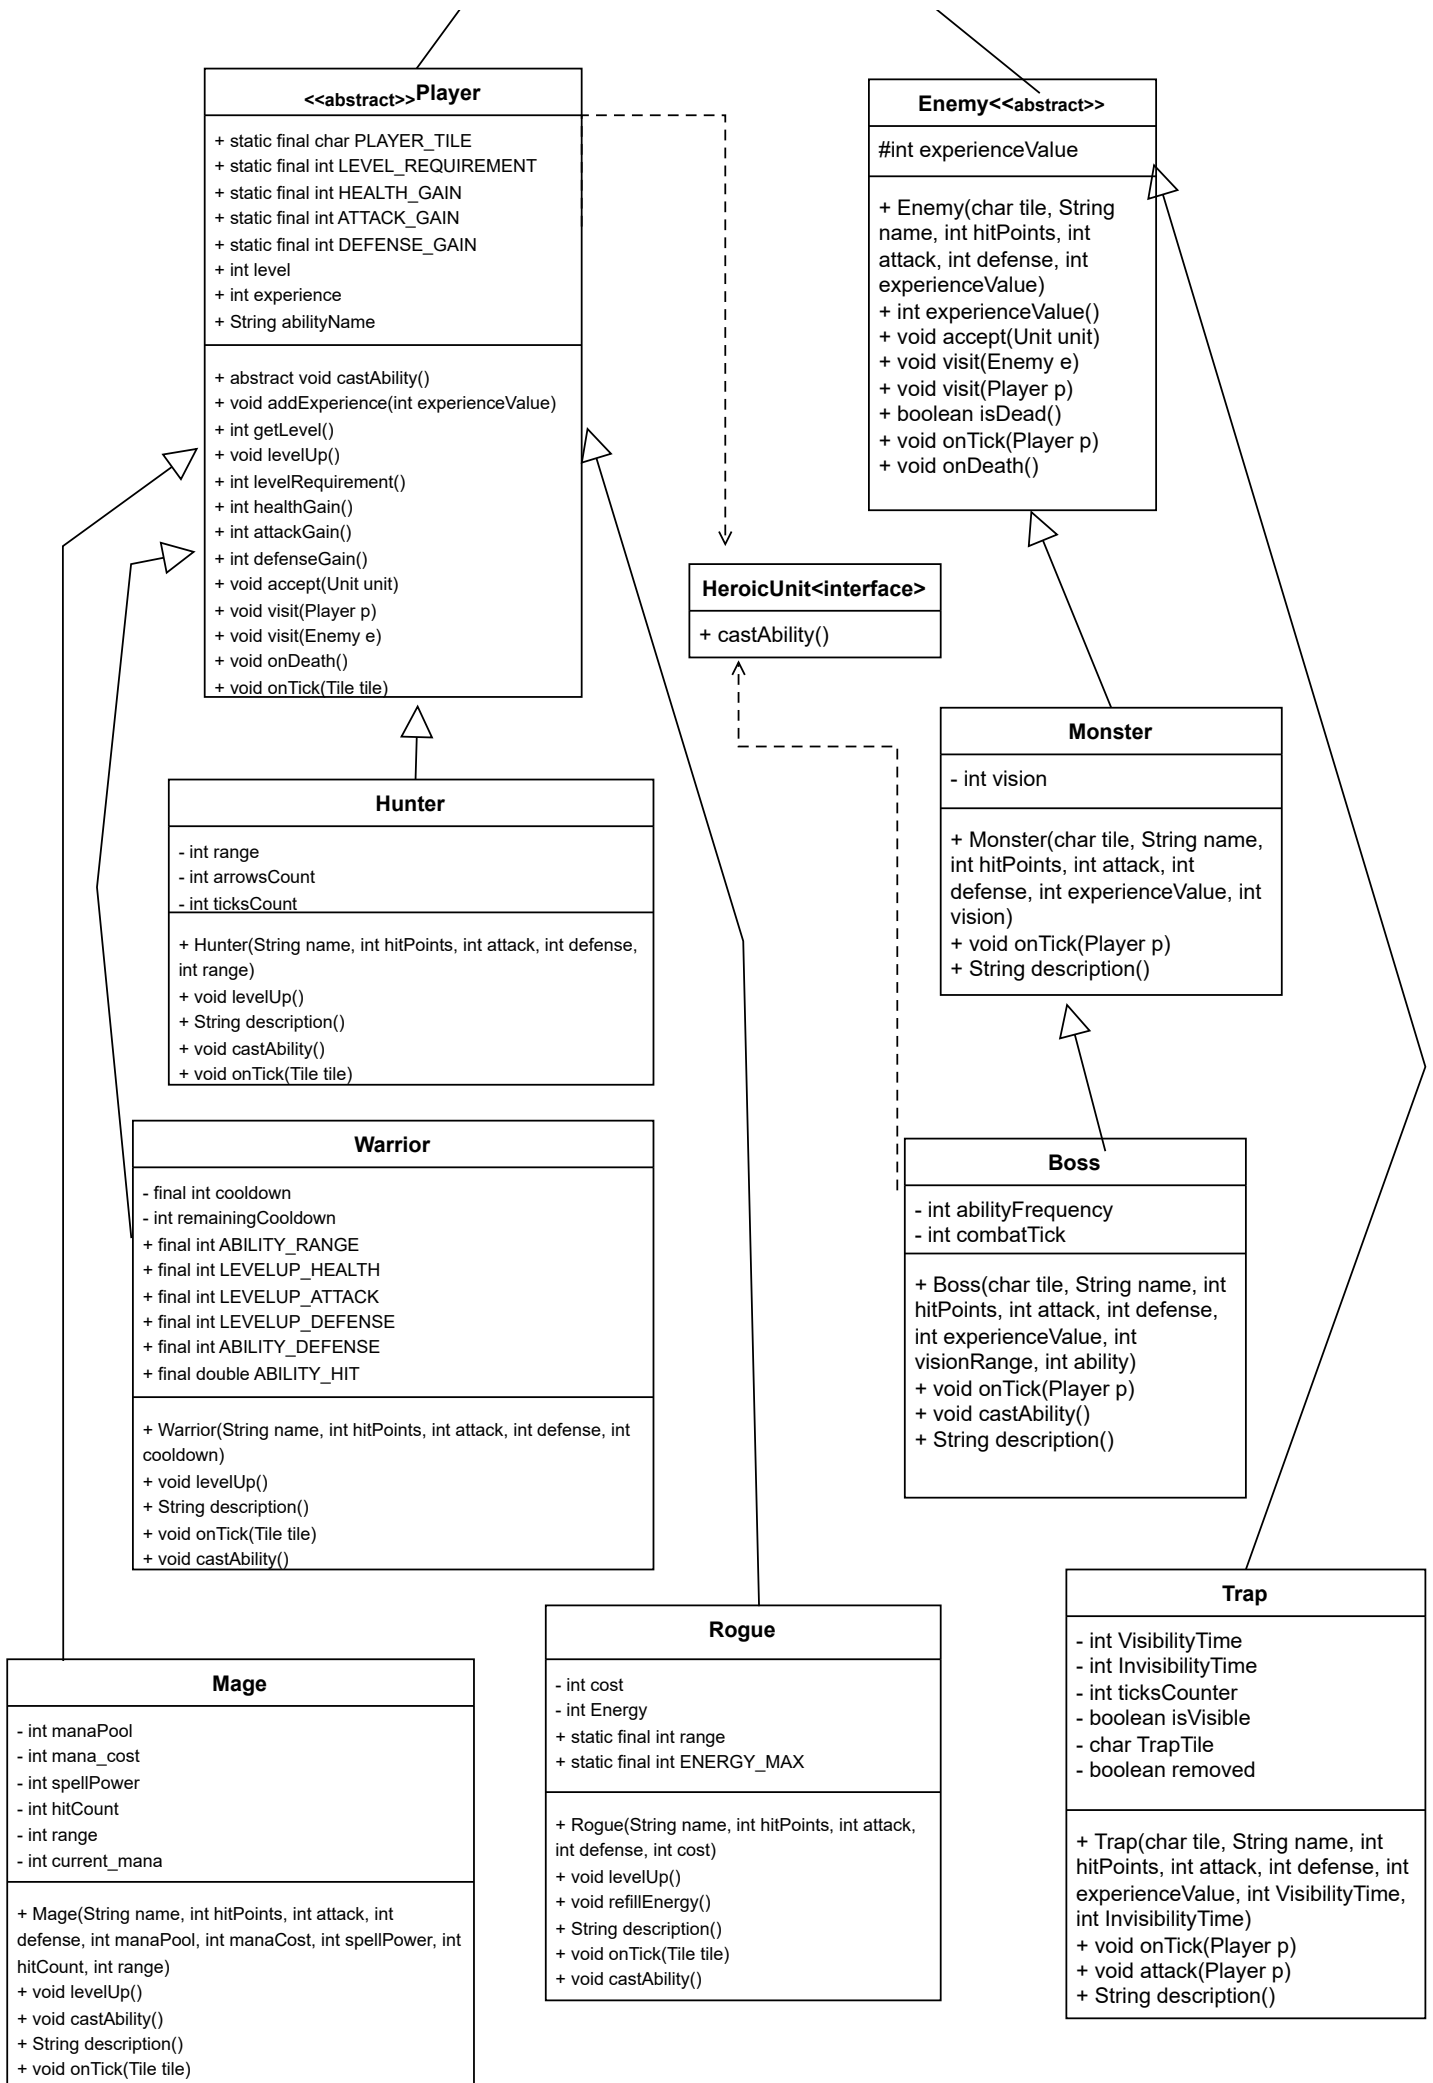 <<abstract>>Player
+ static final char PLAYER_TILE
+ static final int LEVEL_REQUIREMENT
+ static final int HEALTH_GAIN
+ static final int ATTACK_GAIN
+ static final int DEFENSE_GAIN
+ int level
+ int experience
+ String abilityName
+ abstract void castAbility()
+ void addExperience(int experienceValue)
+ int getLevel()
+ void levelUp()
+ int levelRequirement()
+ int healthGain()
+ int attackGain()
+ int defenseGain()
+ void accept(Unit unit)
+ void visit(Player p)
+ void visit(Enemy e)
+ void onDeath()
+ void onTick(Tile tile)
Enemy<<abstract>>
#int experienceValue
+ Enemy(char tile, String
name, int hitPoints, int
attack, int defense, int
experienceValue)
+ int experienceValue()
+ void accept(Unit unit)
+ void visit(Enemy e)
+ void visit(Player p)
+ boolean isDead()
+ void onTick(Player p)
+ void onDeath()
HeroicUnit<interface>
+ castAbility()
Monster
- int vision
+ Monster(char tile, String name,
int hitPoints, int attack, int
defense, int experienceValue, int
vision)
+ void onTick(Player p)
+ String description()
Hunter
- int range
- int arrowsCount
- int ticksCount
+ Hunter(String name, int hitPoints, int attack, int defense,
int range)
+ void levelUp()
+ String description()
+ void castAbility()
+ void onTick(Tile tile)
Warrior
- final int cooldown
- int remainingCooldown
+ final int ABILITY_RANGE
+ final int LEVELUP_HEALTH
+ final int LEVELUP_ATTACK
+ final int LEVELUP_DEFENSE
+ final int ABILITY_DEFENSE
+ final double ABILITY_HIT
+ Warrior(String name, int hitPoints, int attack, int defense, int
cooldown)
+ void levelUp()
+ String description()
+ void onTick(Tile tile)
+ void castAbility()
Boss
- int abilityFrequency
- int combatTick
+ Boss(char tile, String name, int
hitPoints, int attack, int defense,
int experienceValue, int
visionRange, int ability)
+ void onTick(Player p)
+ void castAbility()
+ String description()
Mage
- int manaPool
- int mana_cost
- int spellPower
- int hitCount
- int range
- int current_mana
+ Mage(String name, int hitPoints, int attack, int
defense, int manaPool, int manaCost, int spellPower, int
hitCount, int range)
+ void levelUp()
+ void castAbility()
+ String description()
+ void onTick(Tile tile)
Rogue
- int cost
- int Energy
+ static final int range
+ static final int ENERGY_MAX
+ Rogue(String name, int hitPoints, int attack,
int defense, int cost)
+ void levelUp()
+ void refillEnergy()
+ String description()
+ void onTick(Tile tile)
+ void castAbility()
Trap
- int VisibilityTime
- int InvisibilityTime
- int ticksCounter
- boolean isVisible
- char TrapTile
- boolean removed
+ Trap(char tile, String name, int
hitPoints, int attack, int defense, int
experienceValue, int VisibilityTime,
int InvisibilityTime)
+ void onTick(Player p)
+ void attack(Player p)
+ String description()